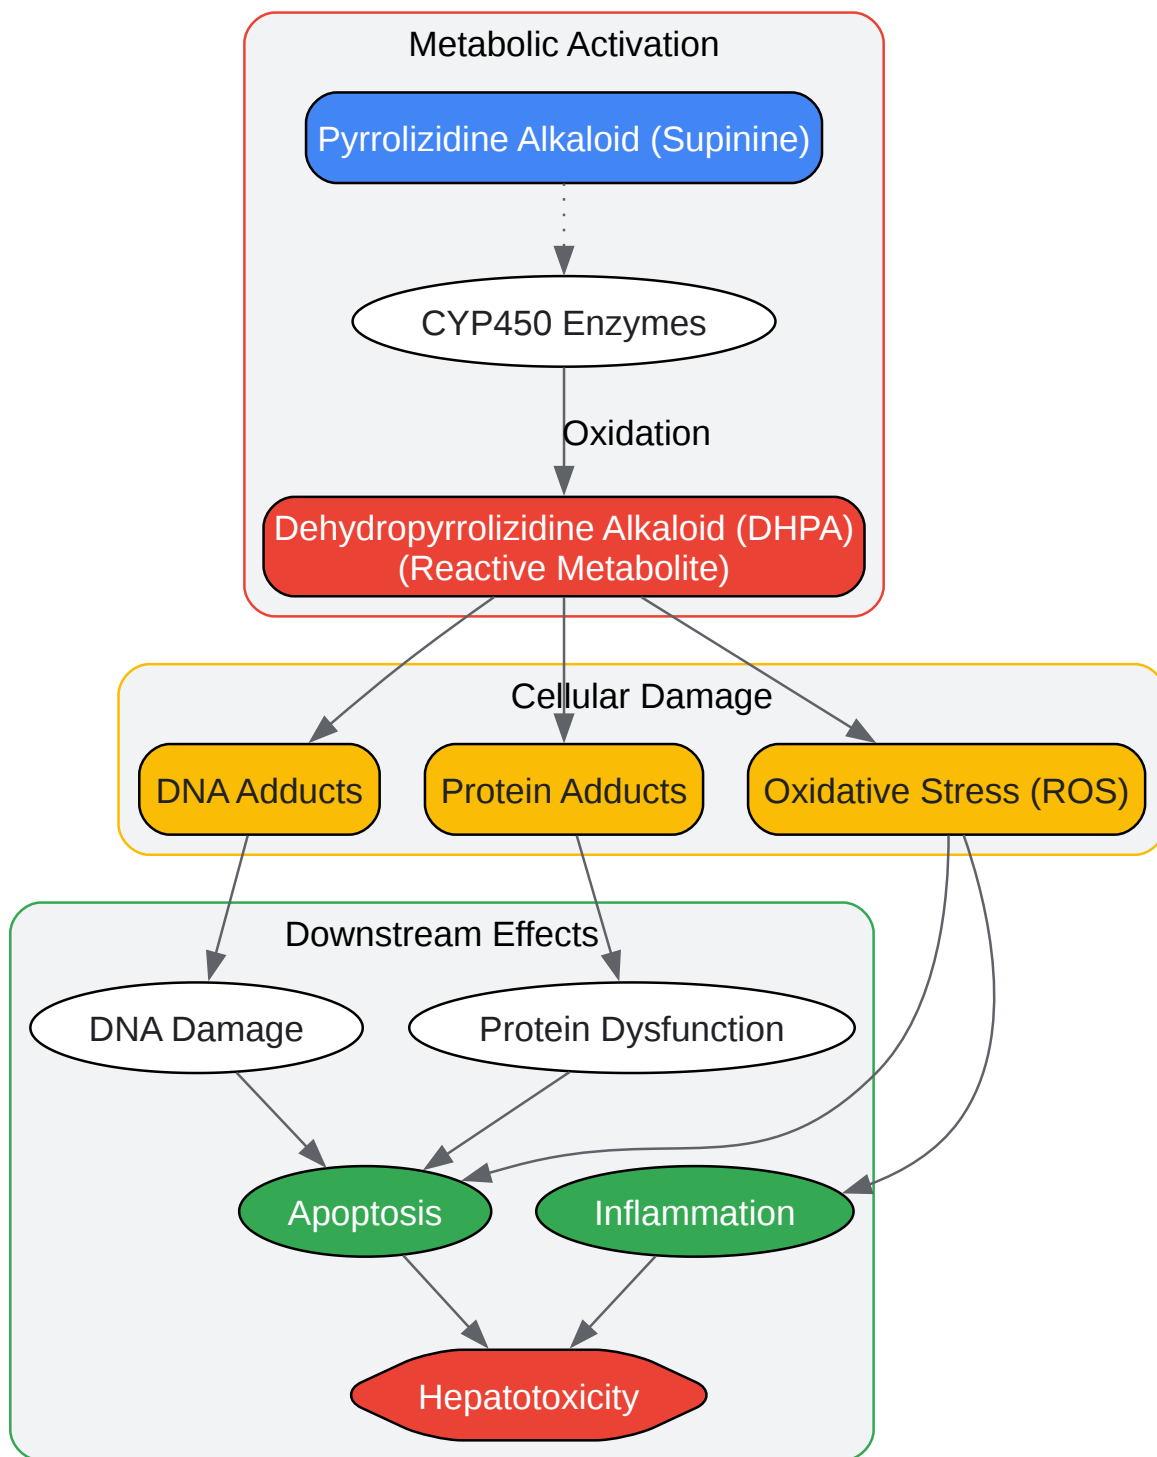 Metabolic Activation
Pyrrolizidine Alkaloid (Supinine)
CYP450 Enzymes
Oxidation
Dehydropyrrolizidine Alkaloid (DHPA)
(Reactive Metabolite)
Cellular Damage
DNA Adducts
Protein Adducts
Oxidative Stress (ROS)
Downstream Effects
DNA Damage
Protein Dysfunction
Apoptosis
Inflammation
Hepatotoxicity